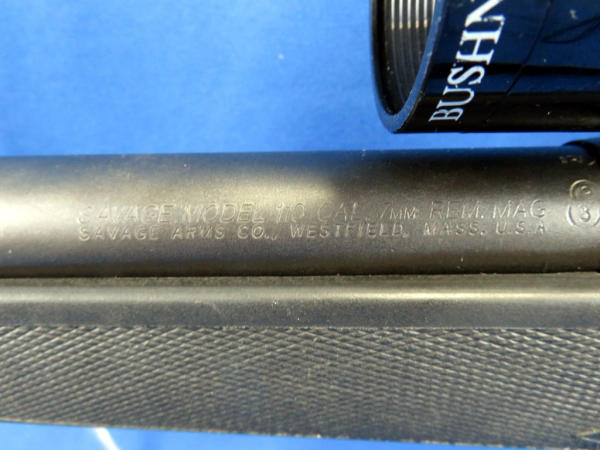 BUSHN
SAVAGE MODEL 110 CAL. 7MM REM. MAG
SAVAGE ARMS CO., WESTFIELD, MASS. U.S.A